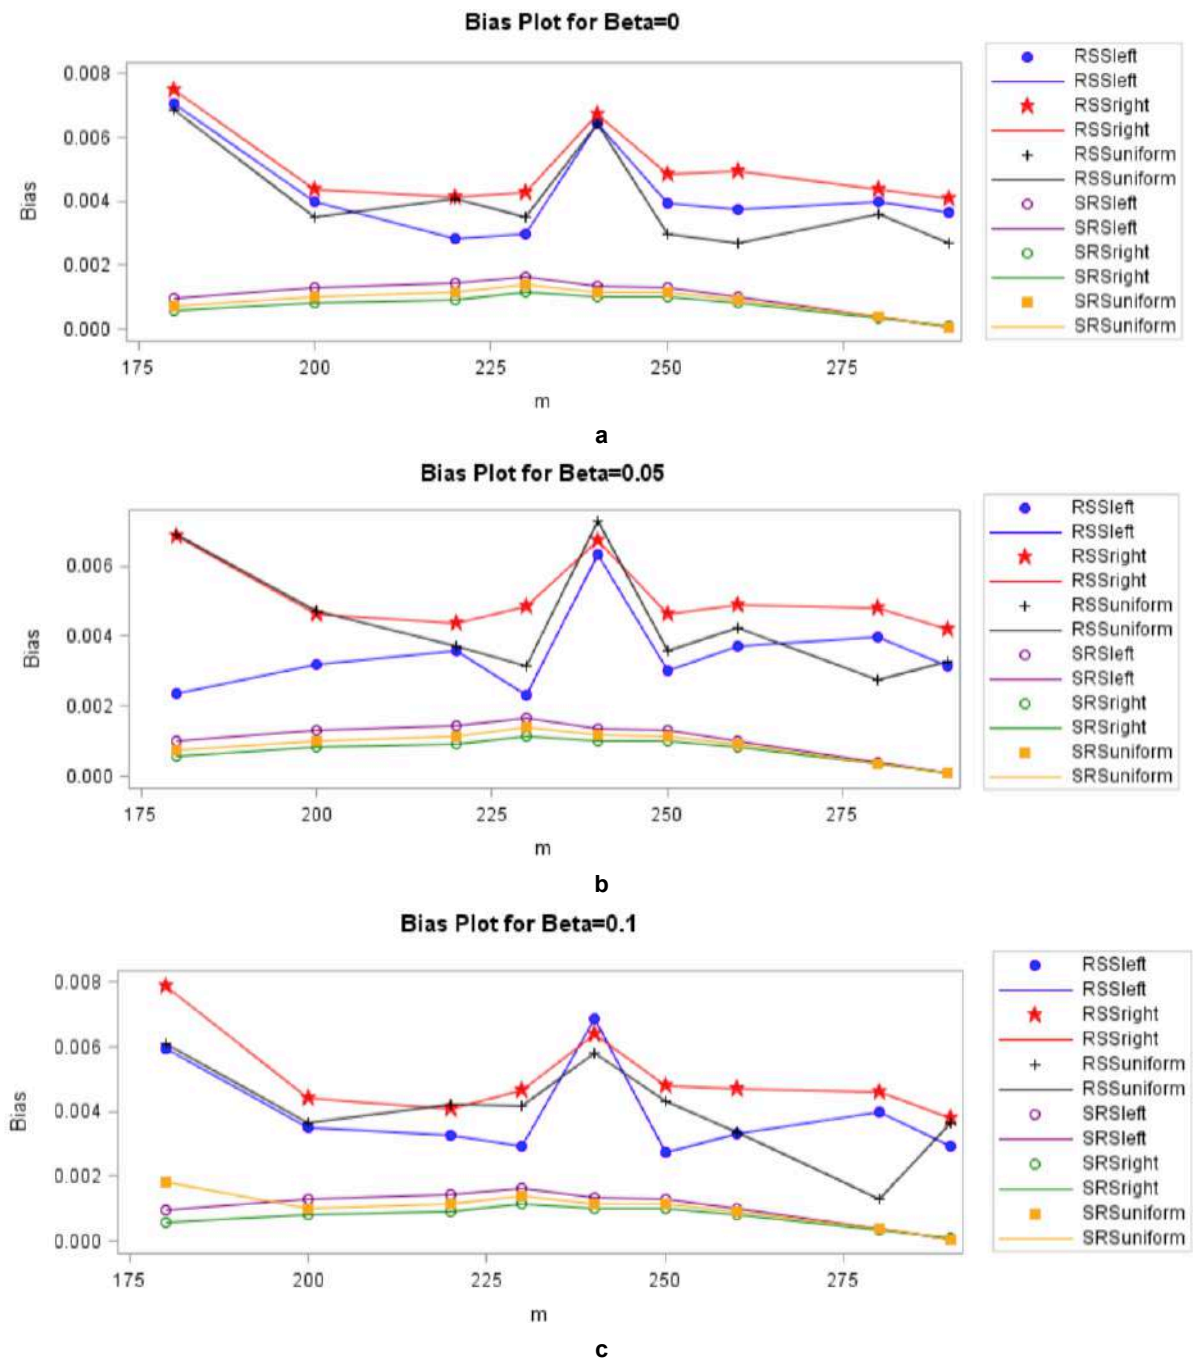 Bias Plot for Beta=0
0.008
0.006
0.004
0.002
0.000
Bias
175 200 225 250 275
m
RSSleft
RSSleft
RSSright
RSSright
RSSuniform
RSSuniform
SRSleft
SRSleft
SRSright
SRSright
SRSuniform
SRSuniform
a
Bias Plot for Beta=0.05
0.006
0.004
0.002
0.000
Bias
175 200 225 250 275
m
RSSleft
RSSleft
RSSright
RSSright
RSSuniform
RSSuniform
SRSleft
SRSleft
SRSright
SRSright
SRSuniform
SRSuniform
b
Bias Plot for Beta=0.1
0.008
0.006
0.004
0.002
0.000
Bias
175 200 225 250 275
m
RSSleft
RSSleft
RSSright
RSSright
RSSuniform
RSSuniform
SRSleft
SRSleft
SRSright
SRSright
SRSuniform
SRSuniform
c